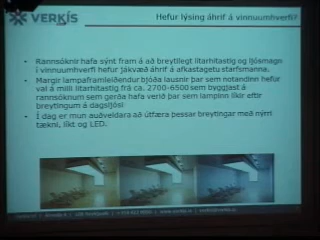 VERKÍS
Hefur lýsing áhrif á vinnuumhverfi?
Rannsóknir hafa sýnt fram á að breytilegt litarhitastig og ljósmagn
í vinnuumhverfi hefur jákvæð áhrif á afkastagetu starfsmanna.
Margir lampaframleiðendur bjóða lausnir þar sem notandinn hefur
val á milli litarhitastig frá ca. 2700-6500 sem byggjast á
rannsóknum sem gerða hafa verið þar sem lampinn líkir eftir
breytingum á dagsljósi
Í dag er mun auðveldara að útfæra þessar breytingar með nýrri
tækni, líkt og LED.